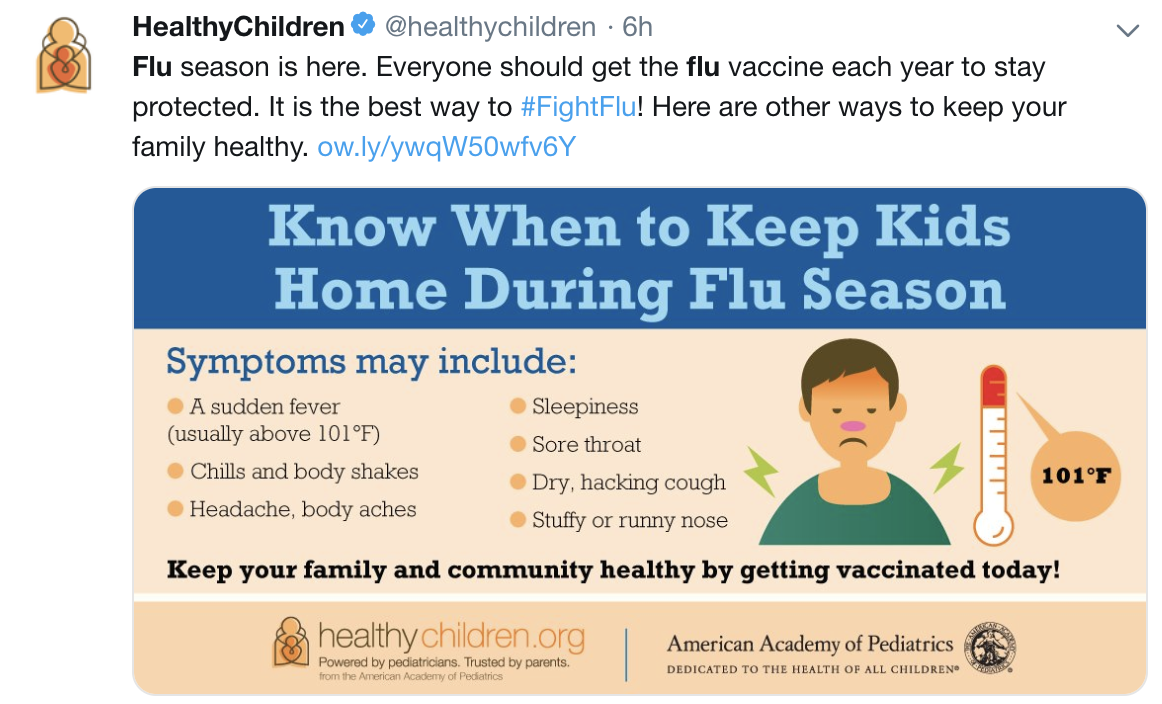 HealthyChildren @healthychildren · 6h
Flu season is here. Everyone should get the flu vaccine each year to stay
protected. It is the best way to #FightFlu! Here are other ways to keep your
family healthy. ow.ly/ywqW50wfv6Y
Know When to Keep Kids
Home During Flu Season
Symptoms may include:
A sudden fever
(usually above 101°F)
Chills and body shakes
Headache, body aches
Sleepiness
Sore throat
Dry, hacking cough
Stuffy or runny nose
101°F
Keep your family and community healthy by getting vaccinated today!
healthychildren.org
Powered by pediatricians. Trusted by parents.
from the American Academy of Pediatrics
American Academy of Pediatrics
DEDICATED TO THE HEALTH OF ALL CHILDREN®